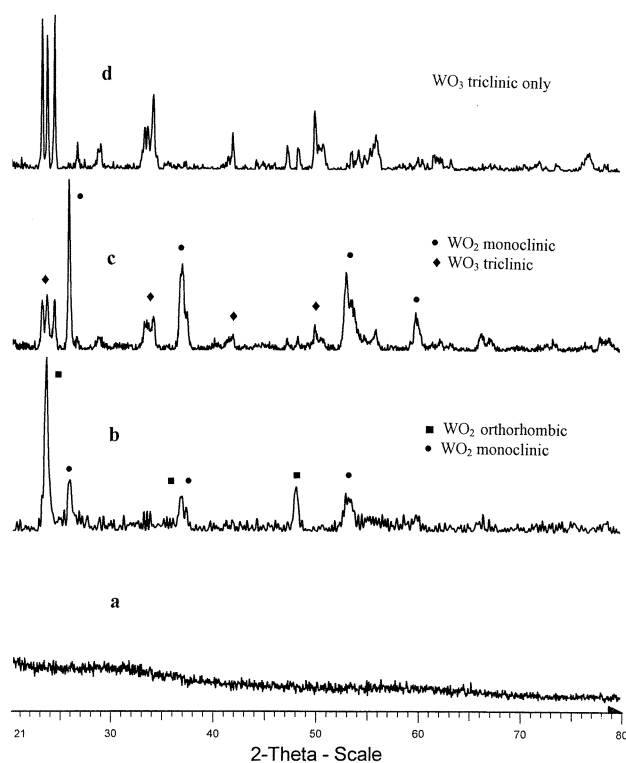 d
WO₃ triclinic only
c
● WO₂ monoclinic
♦ WO₃ triclinic
b
■ WO₂ orthorhombic
● WO₂ monoclinic
a
21 30 40 50 60 70 80
2-Theta - Scale